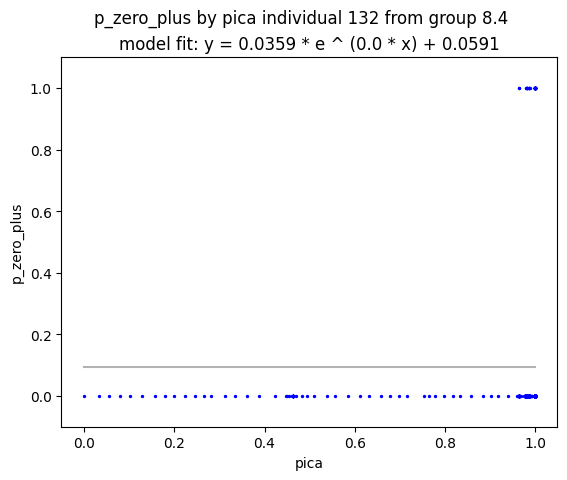 p_zero_plus by pica individual 132 from group 8.4
model fit: y = 0.0359 * e ^ (0.0 * x) + 0.0591
1.0
0.8
0.6
0.4
0.2
0.0
p_zero_plus
0.0 0.2 0.4 0.6 0.8 1.0
pica